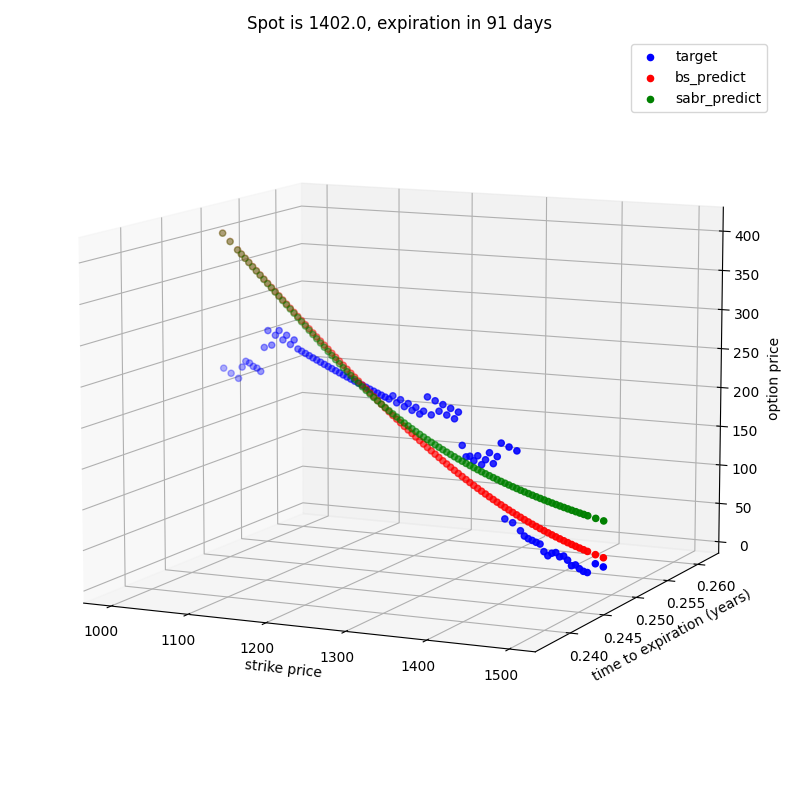 Spot is 1402.0, expiration in 91 days
target
bs_predict
sabr_predict
400
350
300
250
200
150
100
50
0
option price
0.260
0.255
0.250
0.245
0.240
time to expiration (years)
1000
1100
1200
1300
1400
1500
strike price